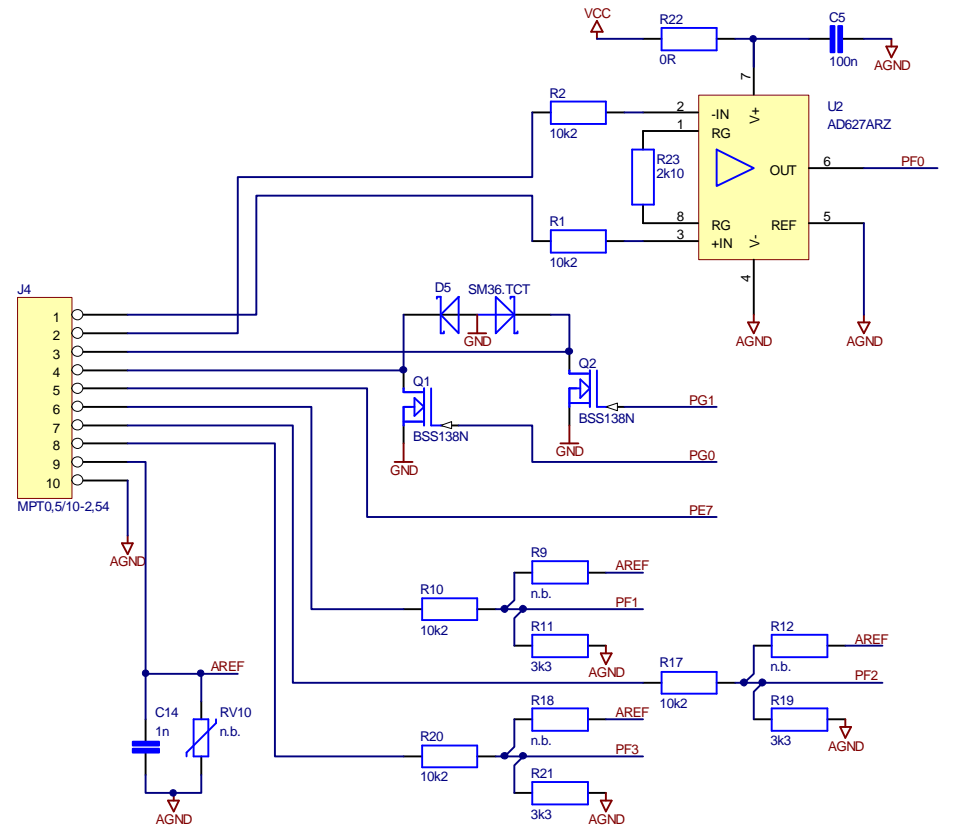 VCC
R22
0R
C5
100n
AGND
7
U2
AD627ARZ
R2
10k2
2
-IN
V+
1
RG
R23
2k10
OUT
6
PF0
8
RG
REF
5
R1
10k2
3
+IN
V-
4
AGND
AGND
J4
D5
SM36.TCT
GND
1
2
3
4
5
6
7
8
9
10
MPT0,5/10-2,54
Q1
BSS138N
GND
Q2
BSS138N
GND
PG1
PG0
PE7
AGND
R9
AREF
n.b.
R10
10k2
PF1
R11
3k3
AGND
R12
AREF
n.b.
R17
10k2
PF2
R19
3k3
AGND
AREF
C14
1n
RV10
n.b.
AGND
R18
AREF
n.b.
R20
10k2
PF3
R21
3k3
AGND